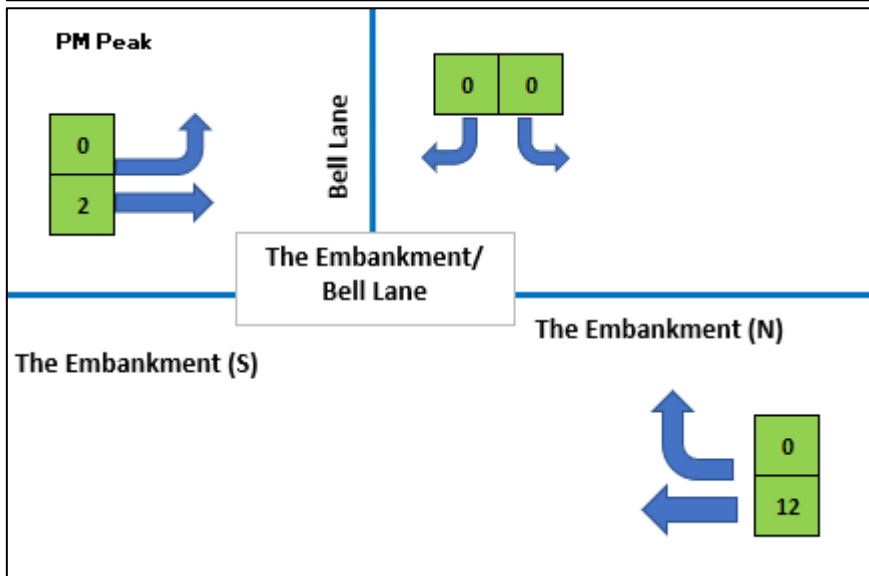 PM Peak
Bell Lane
0 0
0
2
The Embankment/
Bell Lane
The Embankment (N)
The Embankment (S)
0
12